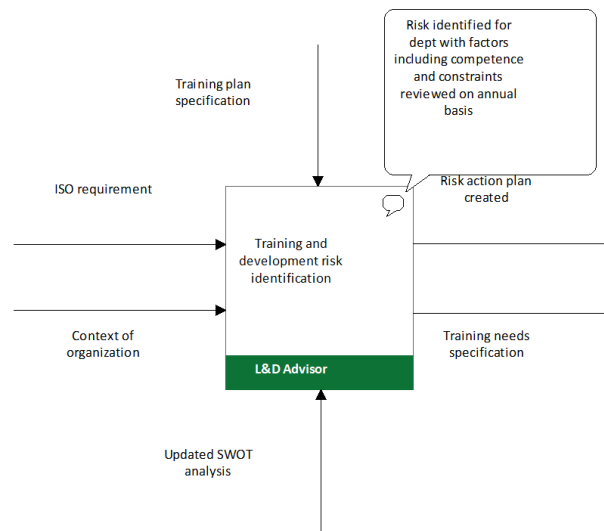 Risk identified for
dept with factors
including competence
and constraints
reviewed on annual
basis
Training plan
specification
ISO requirement
Risk action plan
created
Training and
development risk
identification
Context of
organization
Training needs
specification
L&D Advisor
Updated SWOT
analysis